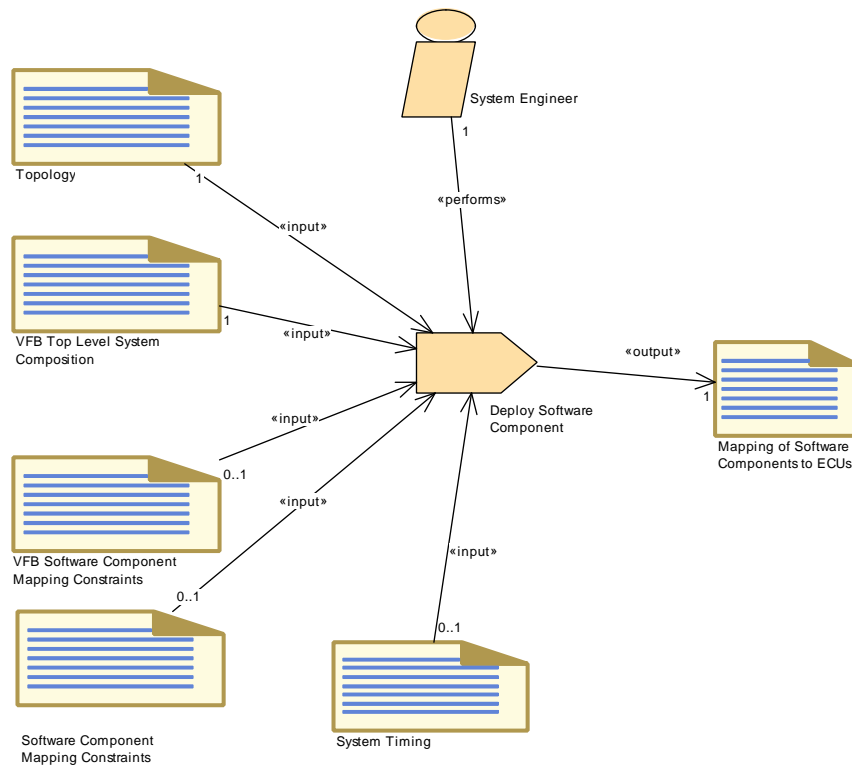 System Engineer
1
«performs»
Topology
1
«input»
VFB Top Level System
Composition
1
«input»
«output»
1
Deploy Software
Component
Mapping of Software
Components to ECUs
«input»
0..1
VFB Software Component
Mapping Constraints
«input»
0..1
«input»
0..1
System Timing
Software Component
Mapping Constraints